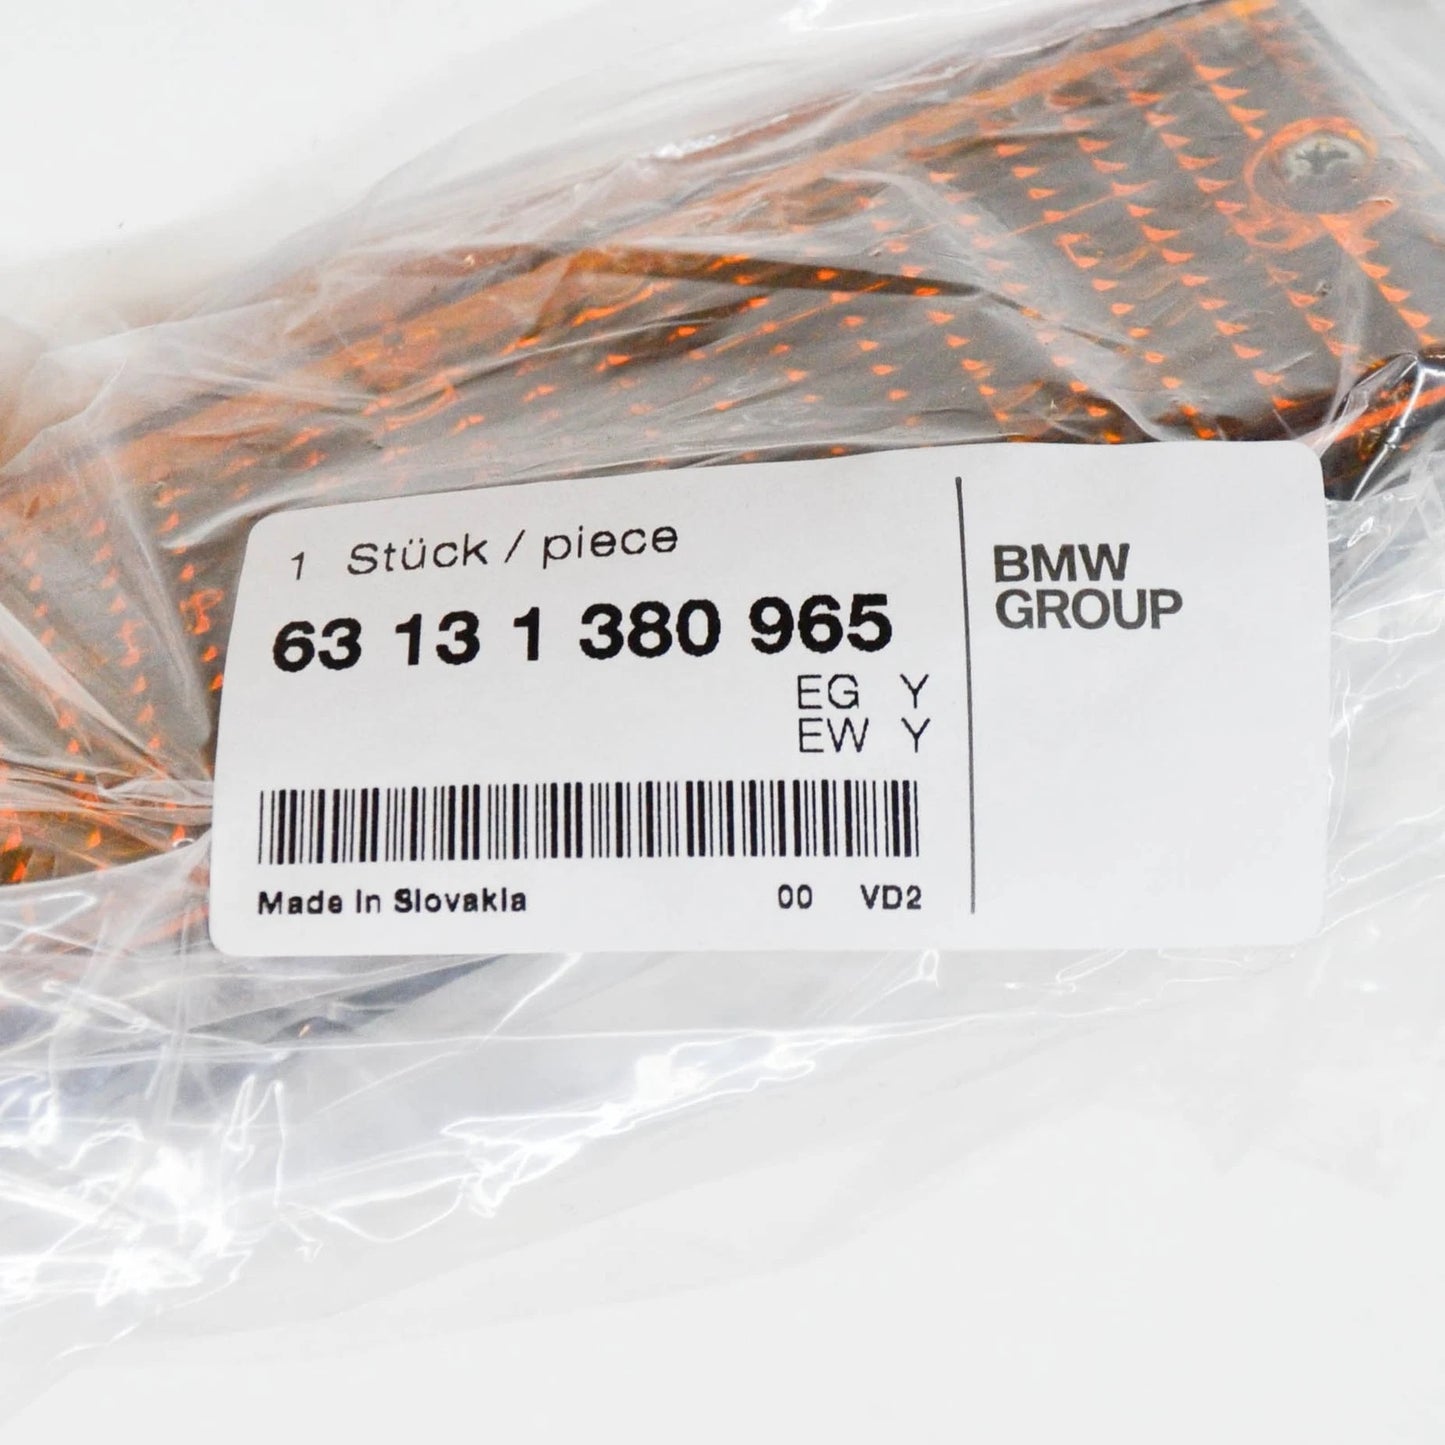 1 Stück / piece
63 13 1 380 965
EG Y
EW Y
Made In Slovakia 00 VD2
BMW
GROUP